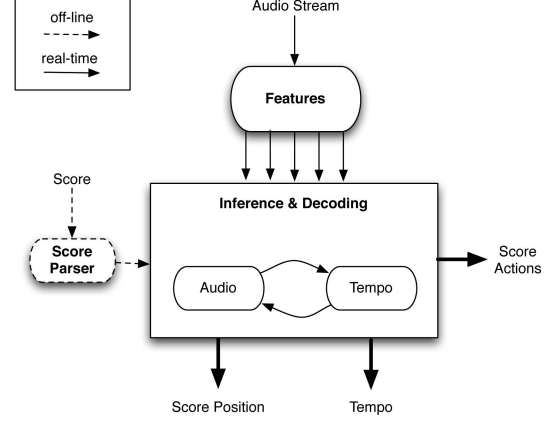 off-line
real-time
Audio Stream
Features
Score
Inference & Decoding
Score
Parser
Audio
Tempo
Score
Actions
Score Position
Tempo